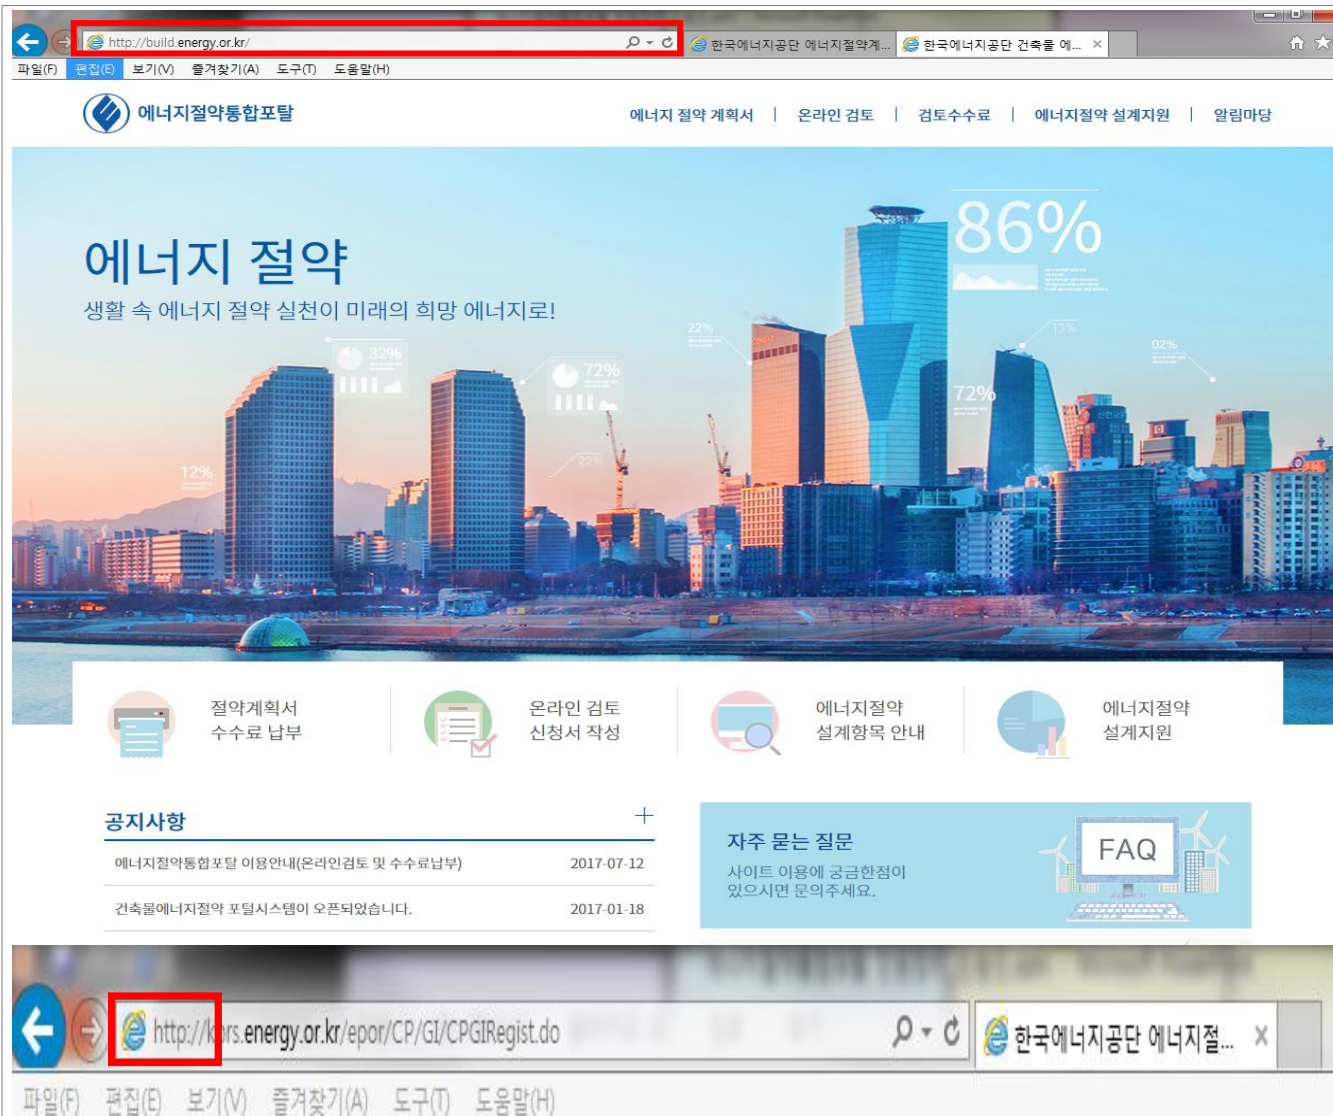 http://build.energy.or.kr/
한국에너지공단 에너지절약계...
한국에너지공단 건축물 에...
파일(F) 편집(E) 보기(V) 즐겨찾기(A) 도구(T) 도움말(H)
에너지절약통합포탈
에너지 절약 계획서 | 온라인 검토 | 검토수수료 | 에너지절약 설계지원 | 알림마당
86%
에너지 절약
생활 속 에너지 절약 실천이 미래의 희망 에너지로!
22%
13%
02%
32%
72%
72%
22%
12%
절약계획서
수수료 납부
온라인 검토
신청서 작성
에너지절약
설계항목 안내
에너지절약
설계지원
공지사항
에너지절약통합포탈 이용안내(온라인검토 및 수수료납부) 2017-07-12
건축물에너지절약 포털시스템이 오픈되었습니다. 2017-01-18
자주 묻는 질문
사이트 이용에 궁금한점이
있으시면 문의주세요.
FAQ
energy.or.kr/epor/CP/GI/CPGIRegist.do
한국에너지공단 에너지절...
파일(F) 편집(E) 보기(V) 즐겨찾기(A) 도구(T) 도움말(H)